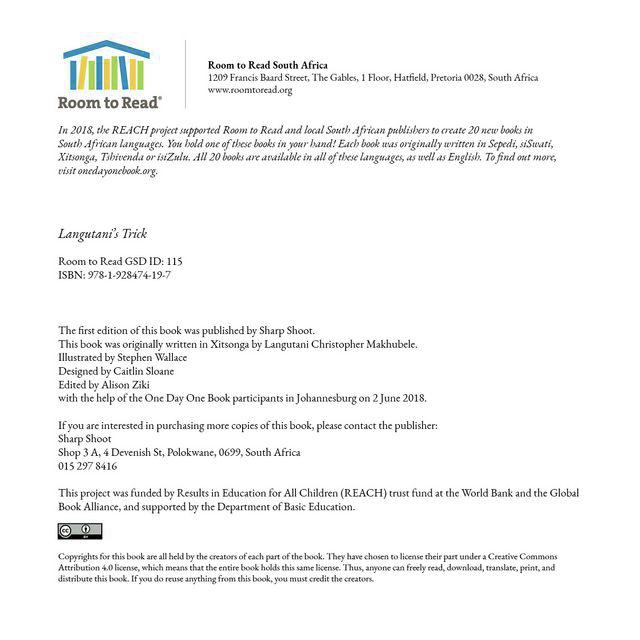 Room to Read®
Room to Read South Africa
1209 Francis Baard Street, The Gables, 1 Floor, Hatfield, Pretoria 0028, South Africa
www.roomtoread.org
In 2018, the REACH project supported Room to Read and local South African publishers to create 20 new books in
South African languages. You hold one of these books in your hand! Each book was originally written in Sepedi, siSwati,
Xitsonga, Tshivenda or isiZulu. All 20 books are available in all of these languages, as well as English. To find out more,
visit onedayonebook.org.
Langutani's Trick
Room to Read GSD ID: 115
ISBN: 978-1-928474-19-7
The first edition of this book was published by Sharp Shoot.
This book was originally written in Xitsonga by Langutani Christopher Makhubele.
Illustrated by Stephen Wallace
Designed by Caitlin Sloane
Edited by Alison Ziki
with the help of the One Day One Book participants in Johannesburg on 2 June 2018.
If you are interested in purchasing more copies of this book, please contact the publisher:
Sharp Shoot
Shop 3 A, 4 Devenish St, Polokwane, 0699, South Africa
015 297 8416
This project was funded by Results in Education for All Children (REACH) trust fund at the World Bank and the Global
Book Alliance, and supported by the Department of Basic Education.
cc
BY
Copyrights for this book are all held by the creators of each part of the book. They have chosen to license their part under a Creative Commons
Attribution 4.0 license, which means that the entire book holds this same license. Thus, anyone can freely read, download, translate, print, and
distribute this book. If you do reuse anything from this book, you must credit the creators.